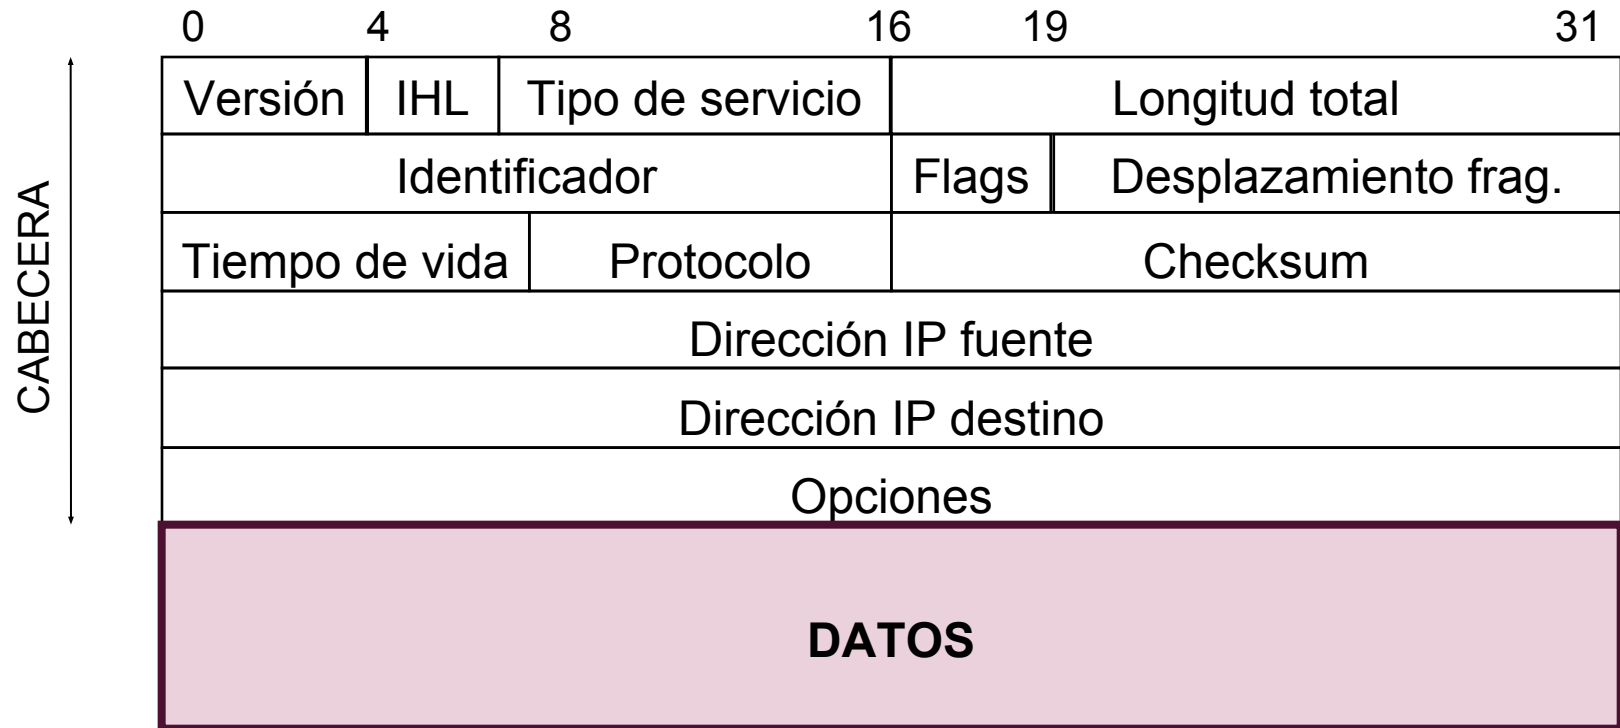 0 4 8 16 19 31
Versión IHL Tipo de servicio Longitud total
Identificador Flags Desplazamiento frag.
Tiempo de vida Protocolo Checksum
Dirección IP fuente
Dirección IP destino
Opciones
CABECERA
DATOS